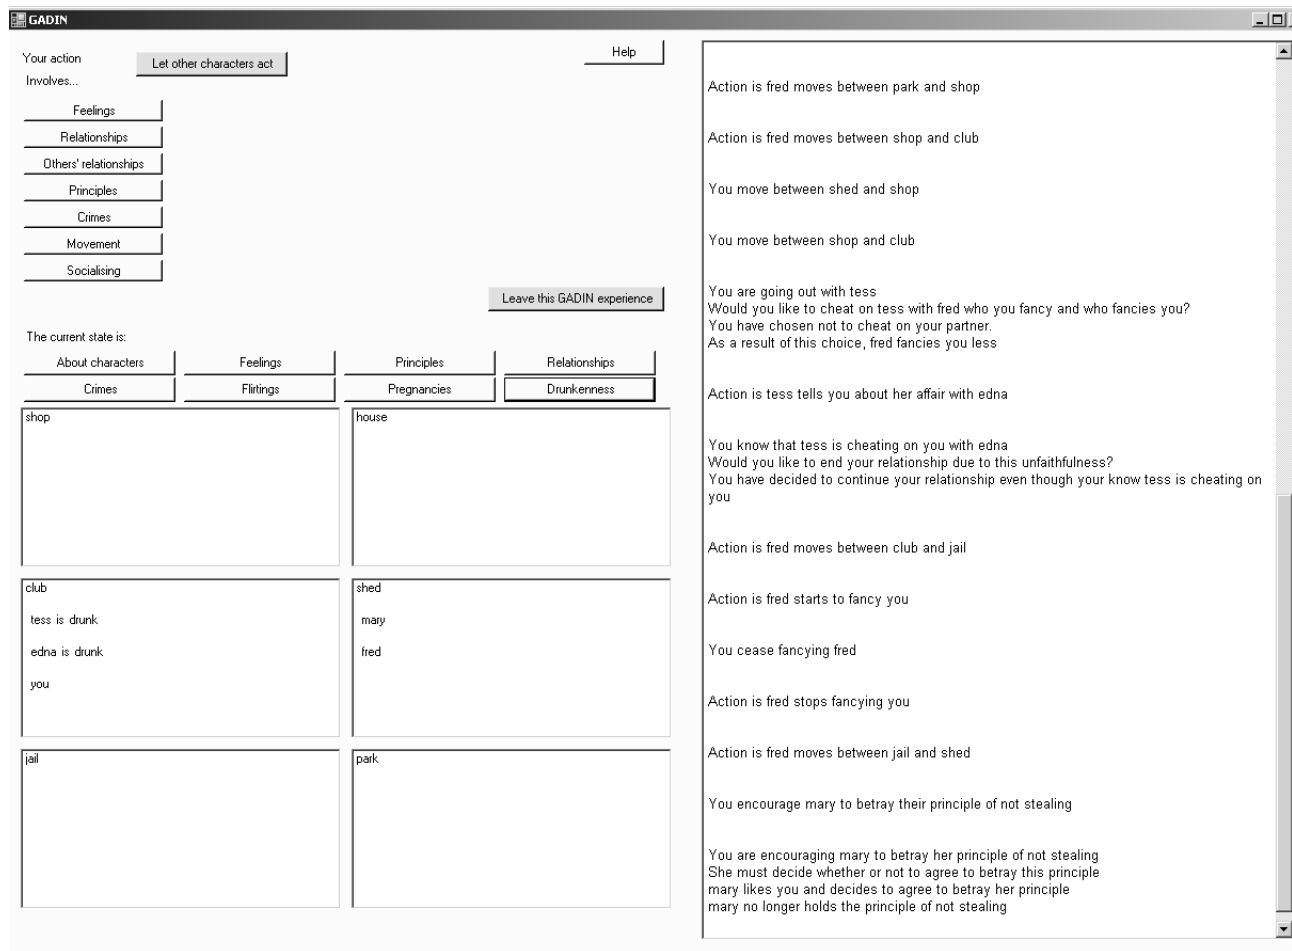 GADIN
Your action
Let other characters act
Help
Involves...
Feelings
Relationships
Others' relationships
Principles
Crimes
Movement
Socialising
Leave this GADIN experience
The current state is:
About characters
Feelings
Principles
Relationships
Crimes
Flirtings
Pregnancies
Drunkenness
shop
house
club
tess is drunk
edna is drunk
you
shed
mary
fred
jail
park
Action is fred moves between park and shop
Action is fred moves between shop and club
You move between shed and shop
You move between shop and club
You are going out with tess
Would you like to cheat on tess with fred who you fancy and who fancies you?
You have chosen not to cheat on your partner.
As a result of this choice, fred fancies you less
Action is tess tells you about her affair with edna
You know that tess is cheating on you with edna
Would you like to end your relationship due to this unfaithfulness?
You have decided to continue your relationship even though your know tess is cheating on
you
Action is fred moves between club and jail
Action is fred starts to fancy you
You cease fancying fred
Action is fred stops fancying you
Action is fred moves between jail and shed
You encourage mary to betray their principle of not stealing
You are encouraging mary to betray her principle of not stealing
She must decide whether or not to agree to betray this principle
mary likes you and decides to agree to betray her principle
mary no longer holds the principle of not stealing